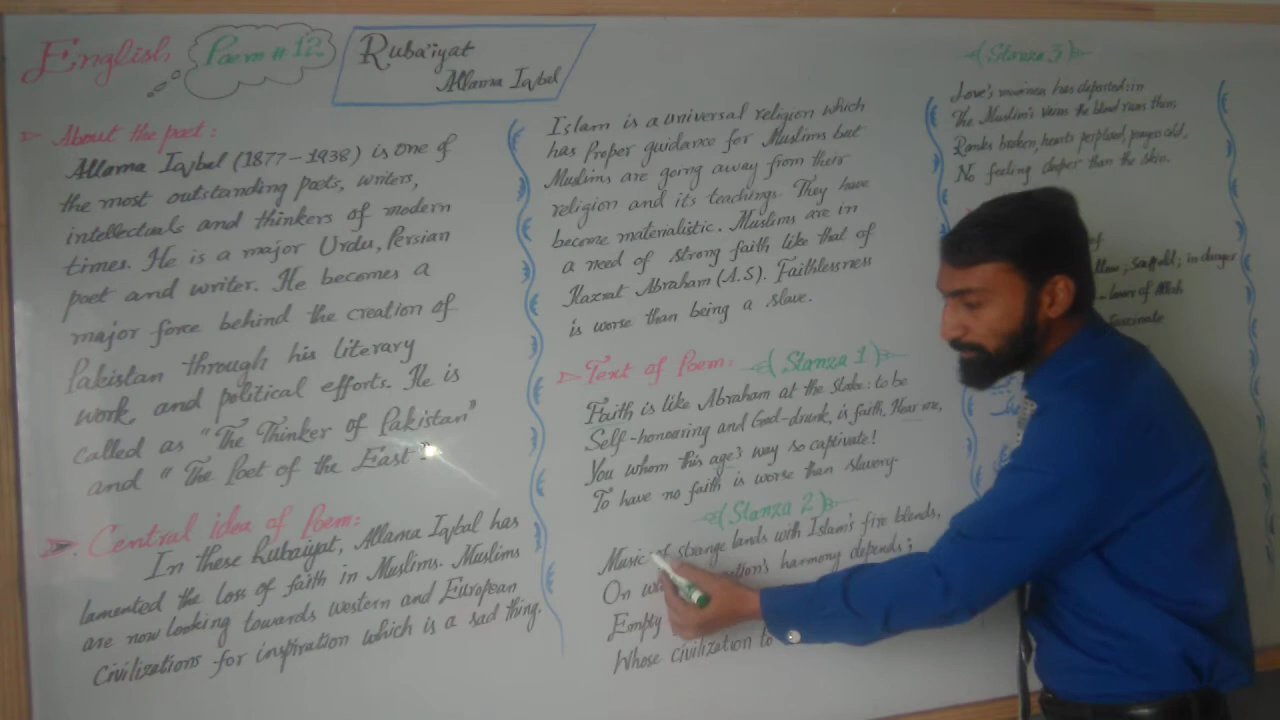 English
Poem # 12
Ruba'iyat
Allama Iqbal
About the poet:
Allama Iqbal (1877-1938) is one of
the most outstanding poets, writers,
intellectuals and thinkers of modern
times. He is a major Urdu, Persian
poet and writer. He becomes a
major force behind the creation of
Pakistan through his literary
work and political efforts. He is
called as "The Thinker of Pakistan"
and "The Poet of the East"
Central idea of Poem:
In these Rubaiyat, Allama Iqbal has
lamented the loss of faith in Muslims. Muslims
are now looking towards western and European
Civilizations for inspiration which is a sad thing.
Islam is a universal religion which
has proper guidance for Muslims but
Muslims are going away from their
religion and its teachings. They have
become materialistic. Muslims are in
a need of strong faith like that of
Hazrat Abraham (A.S). Faithlessness
is worse than being a slave.
Text of Poem: Stanza 1
Faith is like Abraham at the stake: to be
Self-honouring and God-drunk, is faith. Hear me,
You whom this age's way so captivate!
To have no faith is worse than slavery.
Stanza 2
Music of strange lands with Islam's fire blends,
On harmony depends;
Empty
Whose civilization to
Stanza 3
Love's has departed: in
The Muslim's veins the blood runs thin;
Ranks broken, hearts perplexed, prayers cold,
No feeling deeper than the skin.
of
in danger
lover of Allah
fascinate